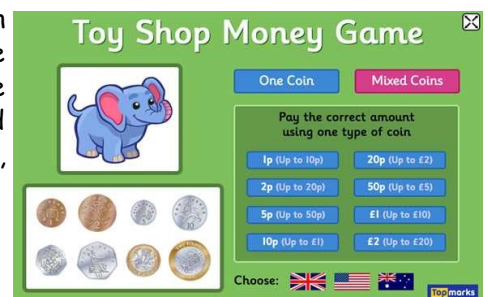 Toy Shop Money Game
One Coin
Mixed Coins
Pay the correct amount
using one type of coin
1p (Up to 10p)
20p (Up to £2)
2p (Up to 20p)
50p (Up to £5)
5p (Up to 50p)
£1 (Up to £10)
10p (Up to £1)
£2 (Up to £20)
Choose:
Topmarks